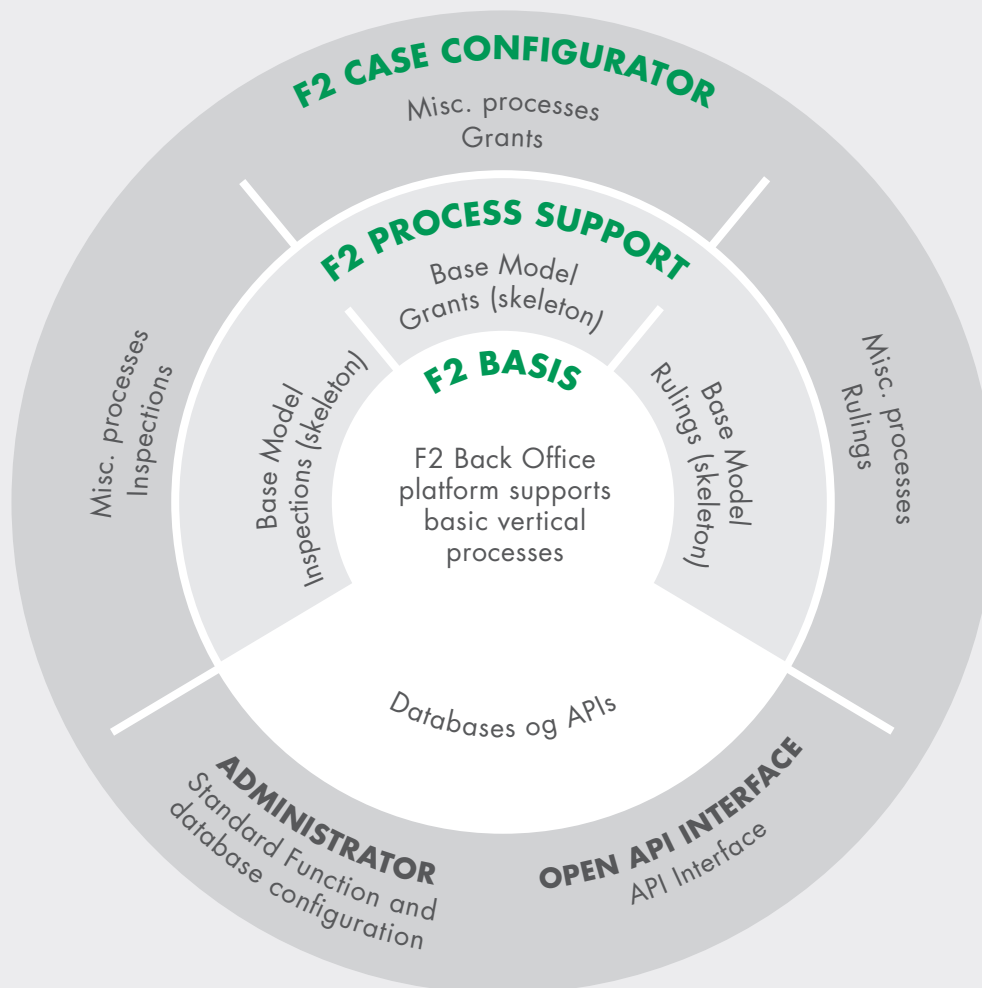 F2 CASE CONFIGURATOR
Misc. processes
Grants
F2 PROCESS SUPPORT
Base Model
Grants (skeleton)
Misc. processes
Inspections
Base Model
Inspections (skeleton)
F2 BASIS
F2 Back Office
platform supports
basic vertical
processes
Base Model
Rulings (skeleton)
Misc. processes
Rulings
Databases og APIs
ADMINISTRATOR
Standard Function and
database configuration
OPEN API INTERFACE
API Interface